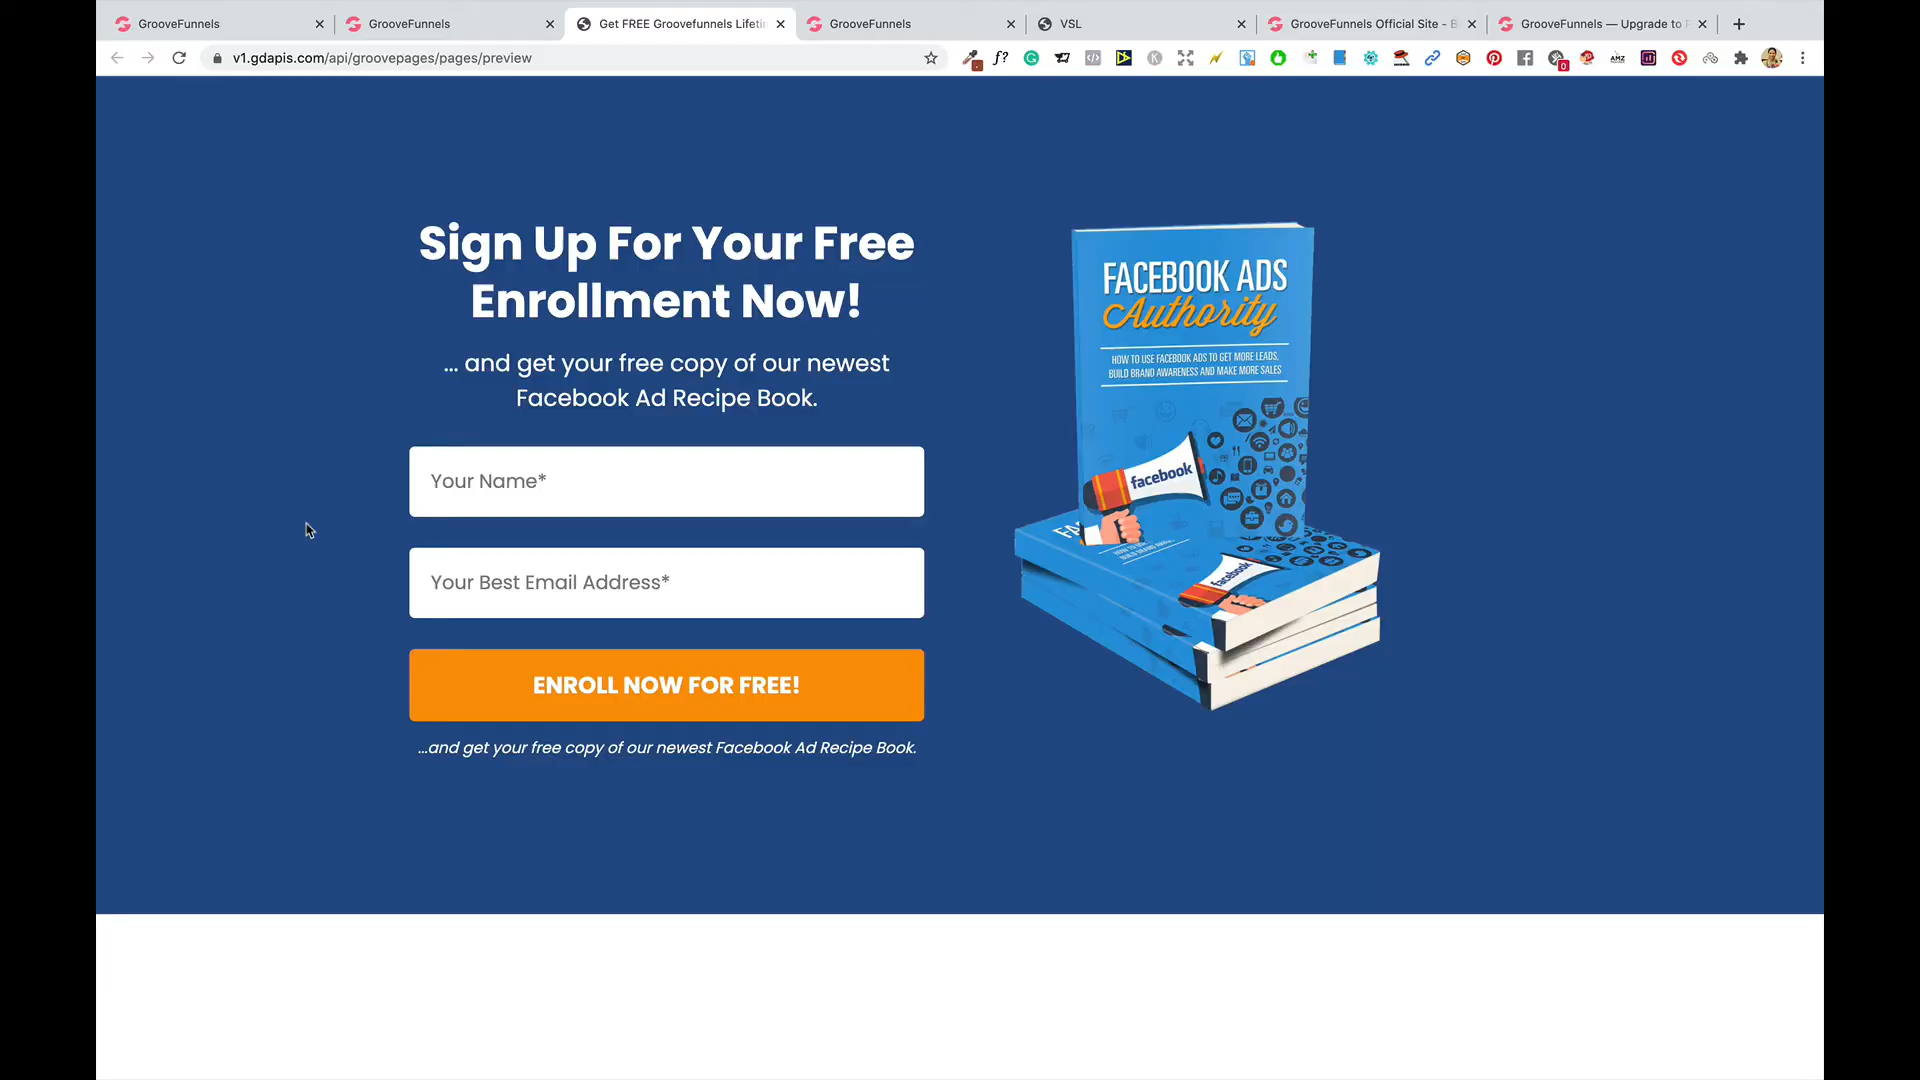 GrooveFunnels
GrooveFunnels
Get FREE Groovefunnels Lifetin
GrooveFunnels
VSL
GrooveFunnels Official Site - B
GrooveFunnels — Upgrade to P
v1.gdapis.com/api/groovepages/pages/preview
f?
AMZ
0
Sign Up For Your Free
Enrollment Now!
... and get your free copy of our newest
Facebook Ad Recipe Book.
Your Name*
Your Best Email Address*
ENROLL NOW FOR FREE!
...and get your free copy of our newest Facebook Ad Recipe Book.
FACEBOOK ADS
Authority
HOW TO USE FACEBOOK ADS TO GET MORE LEADS,
BUILD BRAND AWARENESS AND MAKE MORE SALES
facebook
FA
facebook